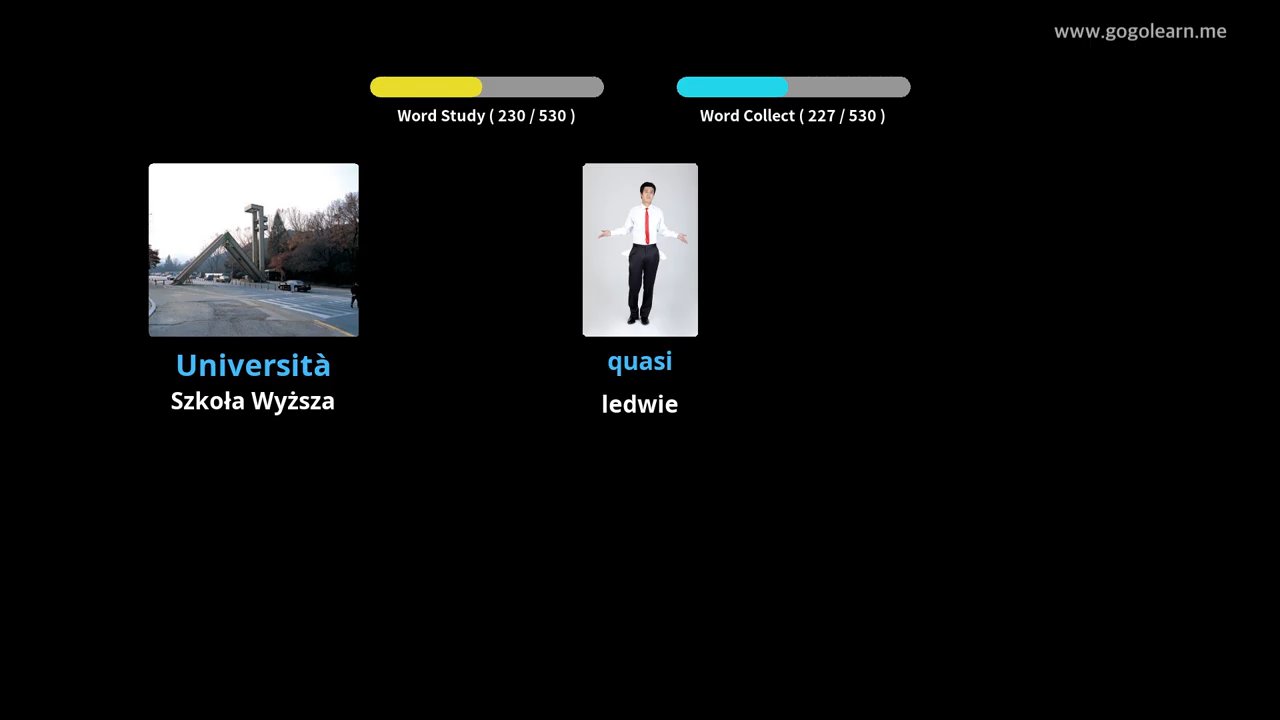 www.gogolearn.me
Word Study ( 230 / 530 )
Word Collect ( 227 / 530 )
Università
Szkoła Wyższa
quasi
ledwie